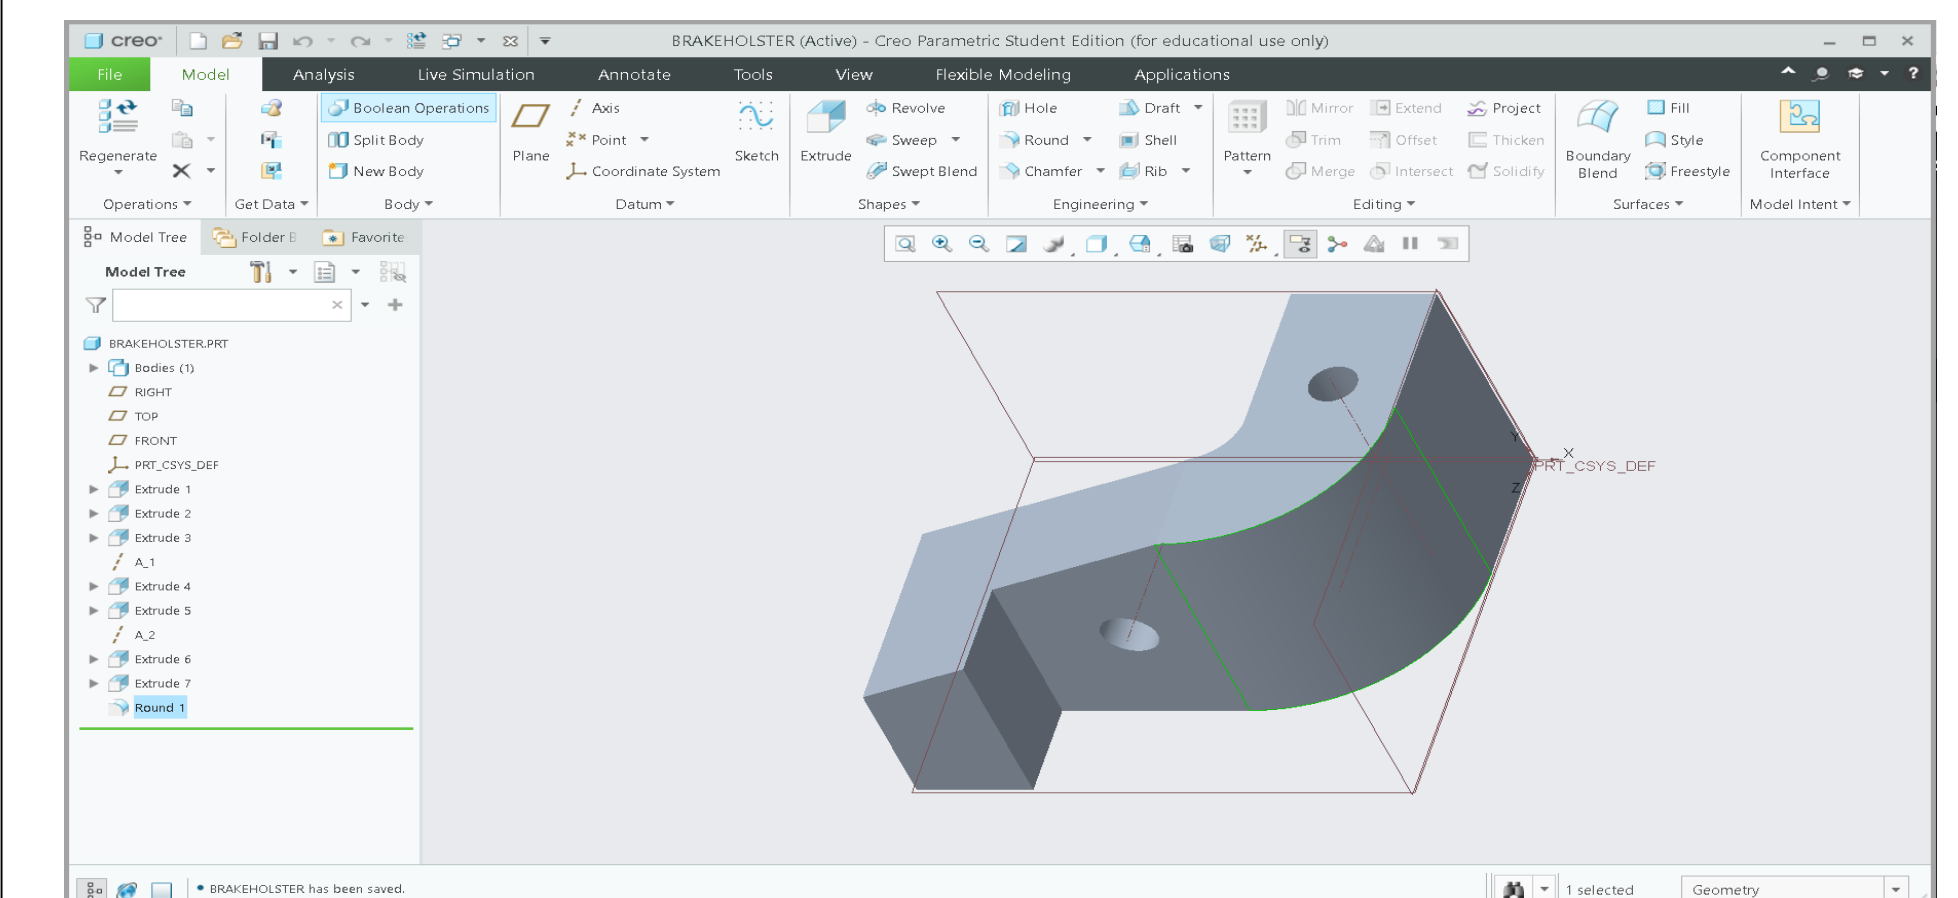 creo· BRAKEHOLSTER (Active) - Creo Parametric Student Edition (for educational use only)
File Model Analysis Live Simulation Annotate Tools View Flexible Modeling Applications ?
Boolean Operations Axis Revolve Hole Draft Mirror Extend Project Fill
Split Body Point Sweep Round Shell Trim Offset Thicken Style
Regenerate Plane Sketch Extrude Pattern Boundary Blend Component Interface
New Body Coordinate System Swept Blend Chamfer Rib Merge Intersect Solidify Freestyle
Operations Get Data Body Datum Shapes Engineering Editing Surfaces Model Intent
Model Tree Folder Favorite
Model Tree
BRAKEHOLSTER.PRT
Bodies (1)
RIGHT
TOP
FRONT
PRT_CSYS_DEF
Extrude 1
Extrude 2
Extrude 3
A_1
Extrude 4
Extrude 5
A_2
Extrude 6
Extrude 7
Round 1
Y
X
PRT_CSYS_DEF
Z
BRAKEHOLSTER has been saved. 1 selected Geometry